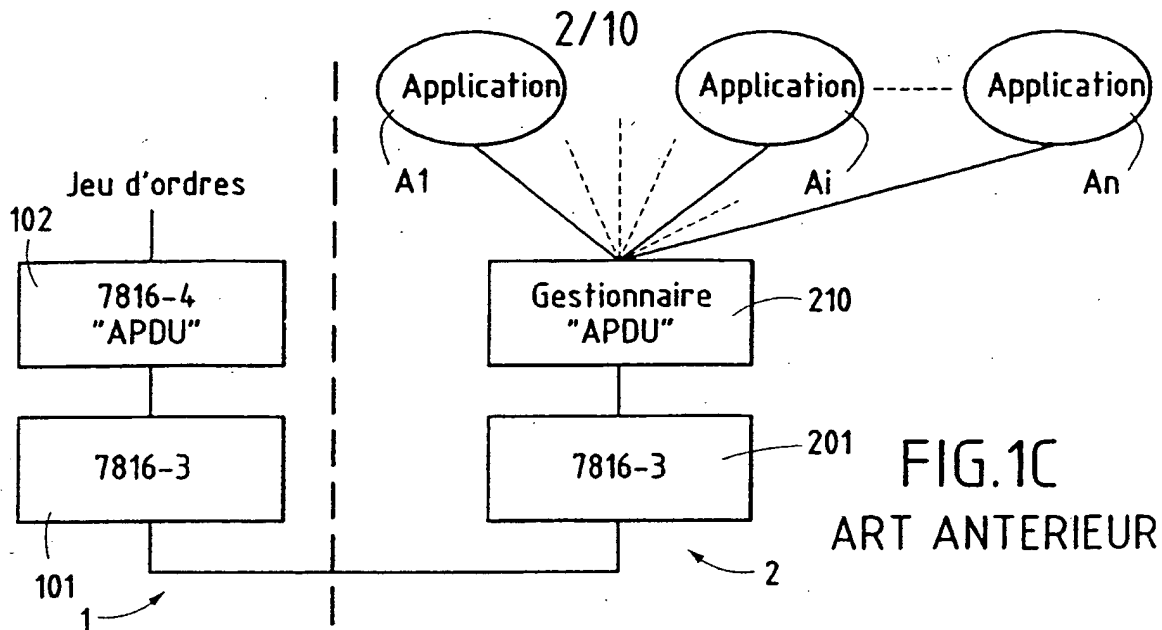 2/10
Application
Application
Application
A1
Ai
An
Jeu d'ordres
102
7816-4
"APDU"
Gestionnaire
"APDU"
210
7816-3
7816-3
201
101
1
2
FIG.1C
ART ANTERIEUR